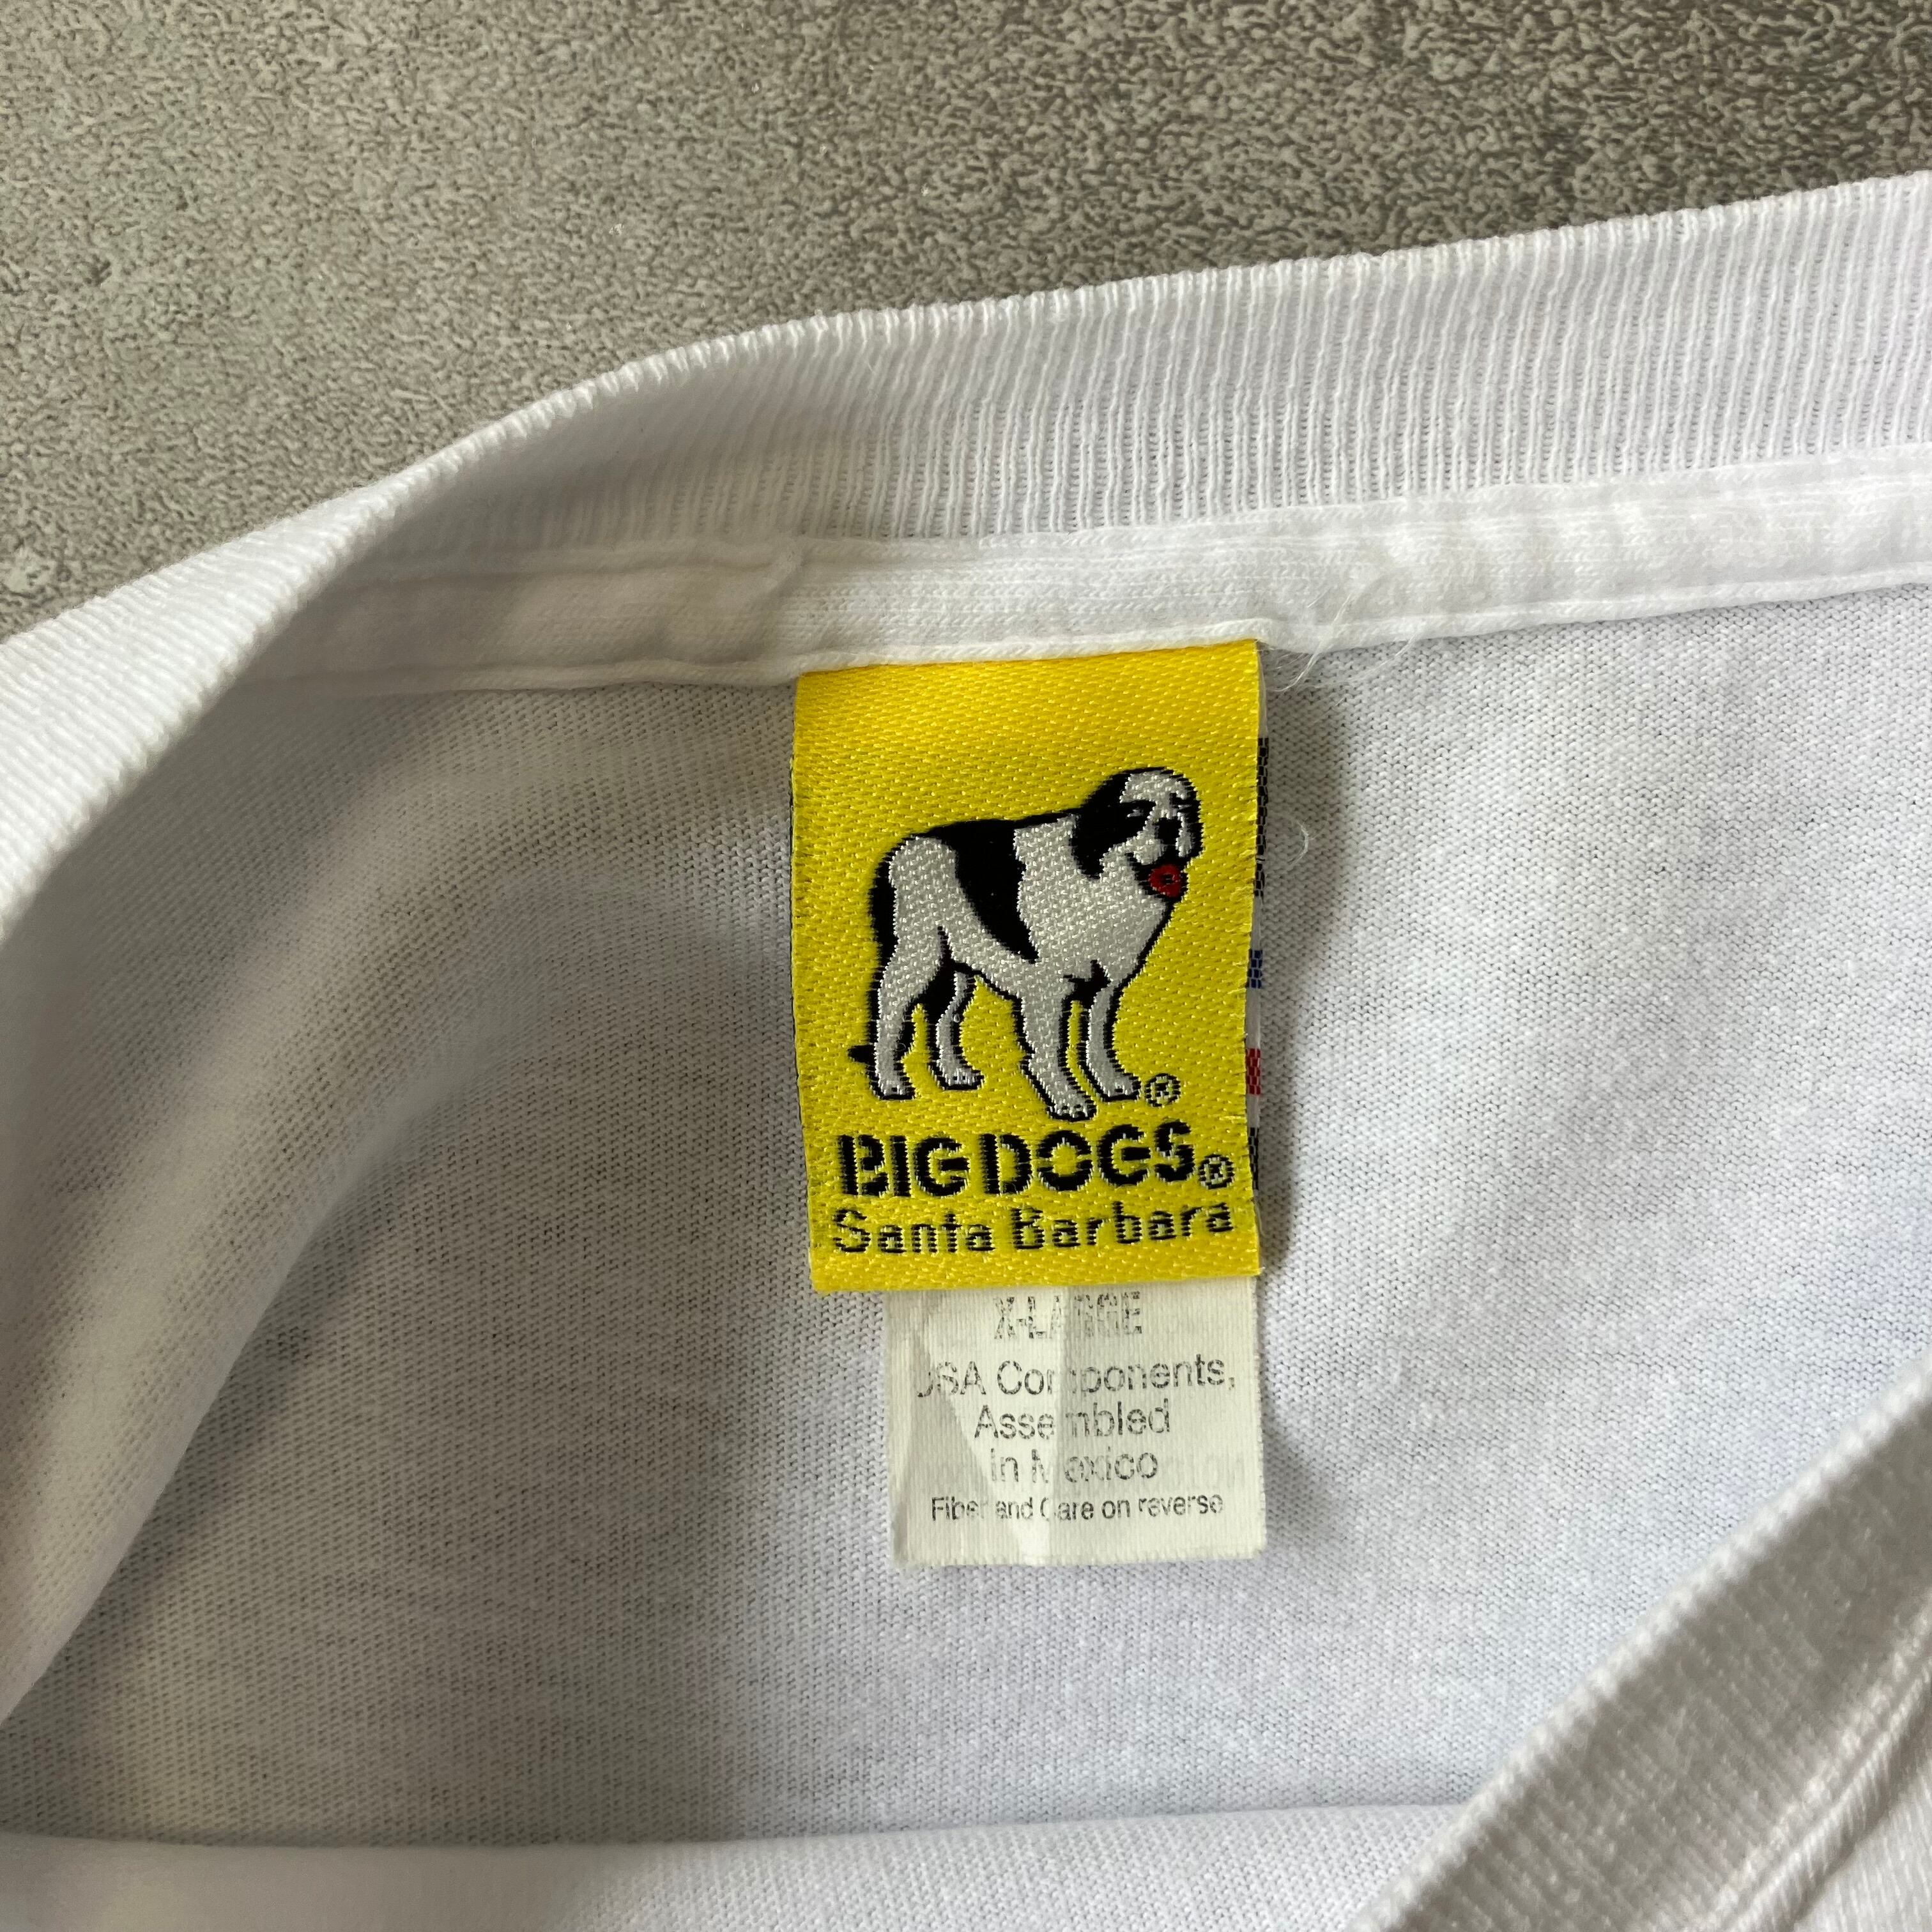 ®
BIG DOGS®
Santa Barbara
X-LARGE
USA Components,
Assembled
in Mexico
Fiber and Care on reverse